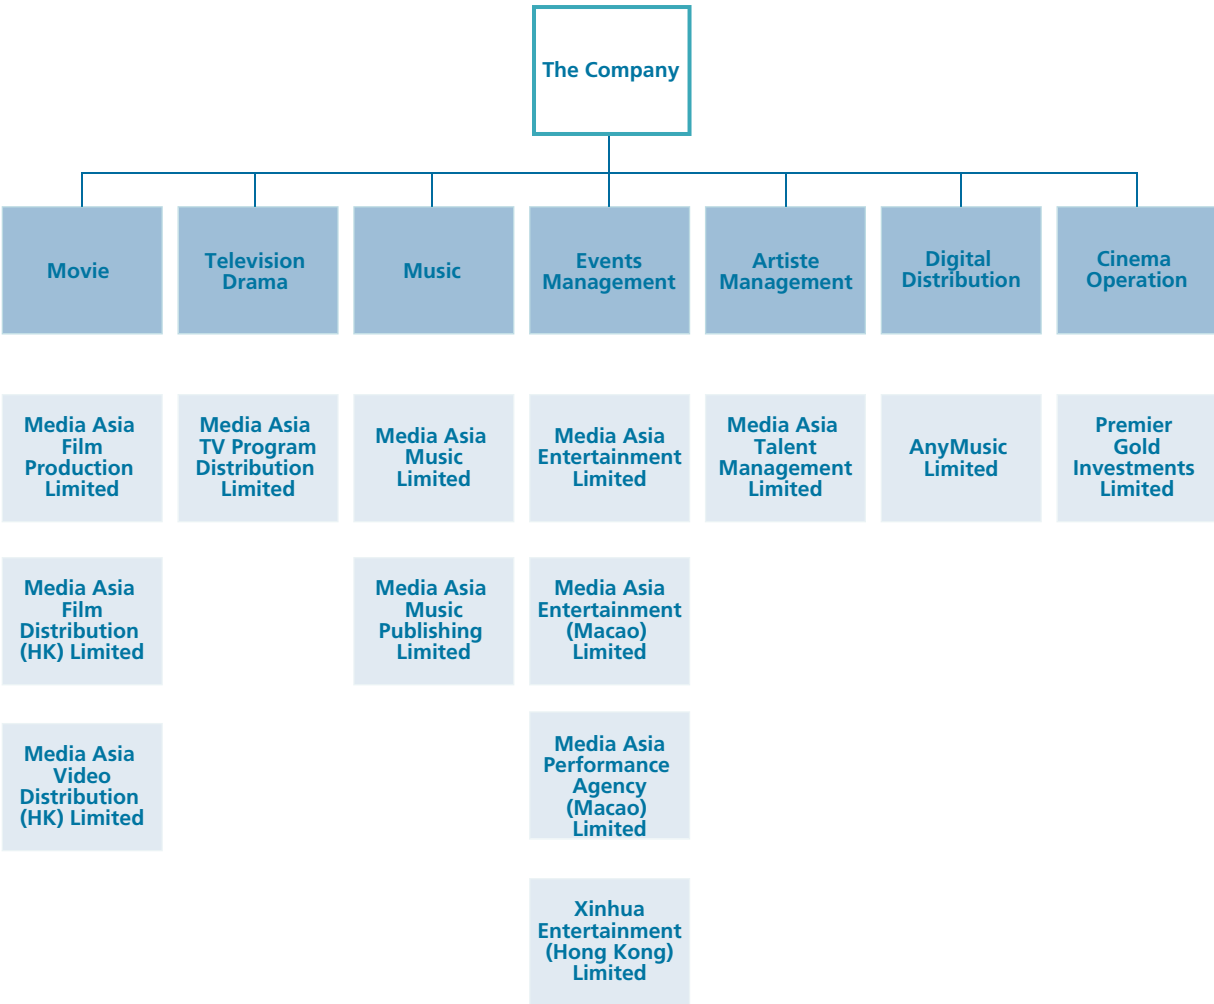 The Company
Movie
Television
Drama
Music
Events
Management
Artiste
Management
Digital
Distribution
Cinema
Operation
Media Asia
Film
Production
Limited
Media Asia
TV Program
Distribution
Limited
Media Asia
Music
Limited
Media Asia
Entertainment
Limited
Media Asia
Talent
Management
Limited
AnyMusic
Limited
Premier
Gold
Investments
Limited
Media Asia
Film
Distribution
(HK) Limited
Media Asia
Music
Publishing
Limited
Media Asia
Entertainment
(Macao)
Limited
Media Asia
Video
Distribution
(HK) Limited
Media Asia
Performance
Agency
(Macao)
Limited
Xinhua
Entertainment
(Hong Kong)
Limited